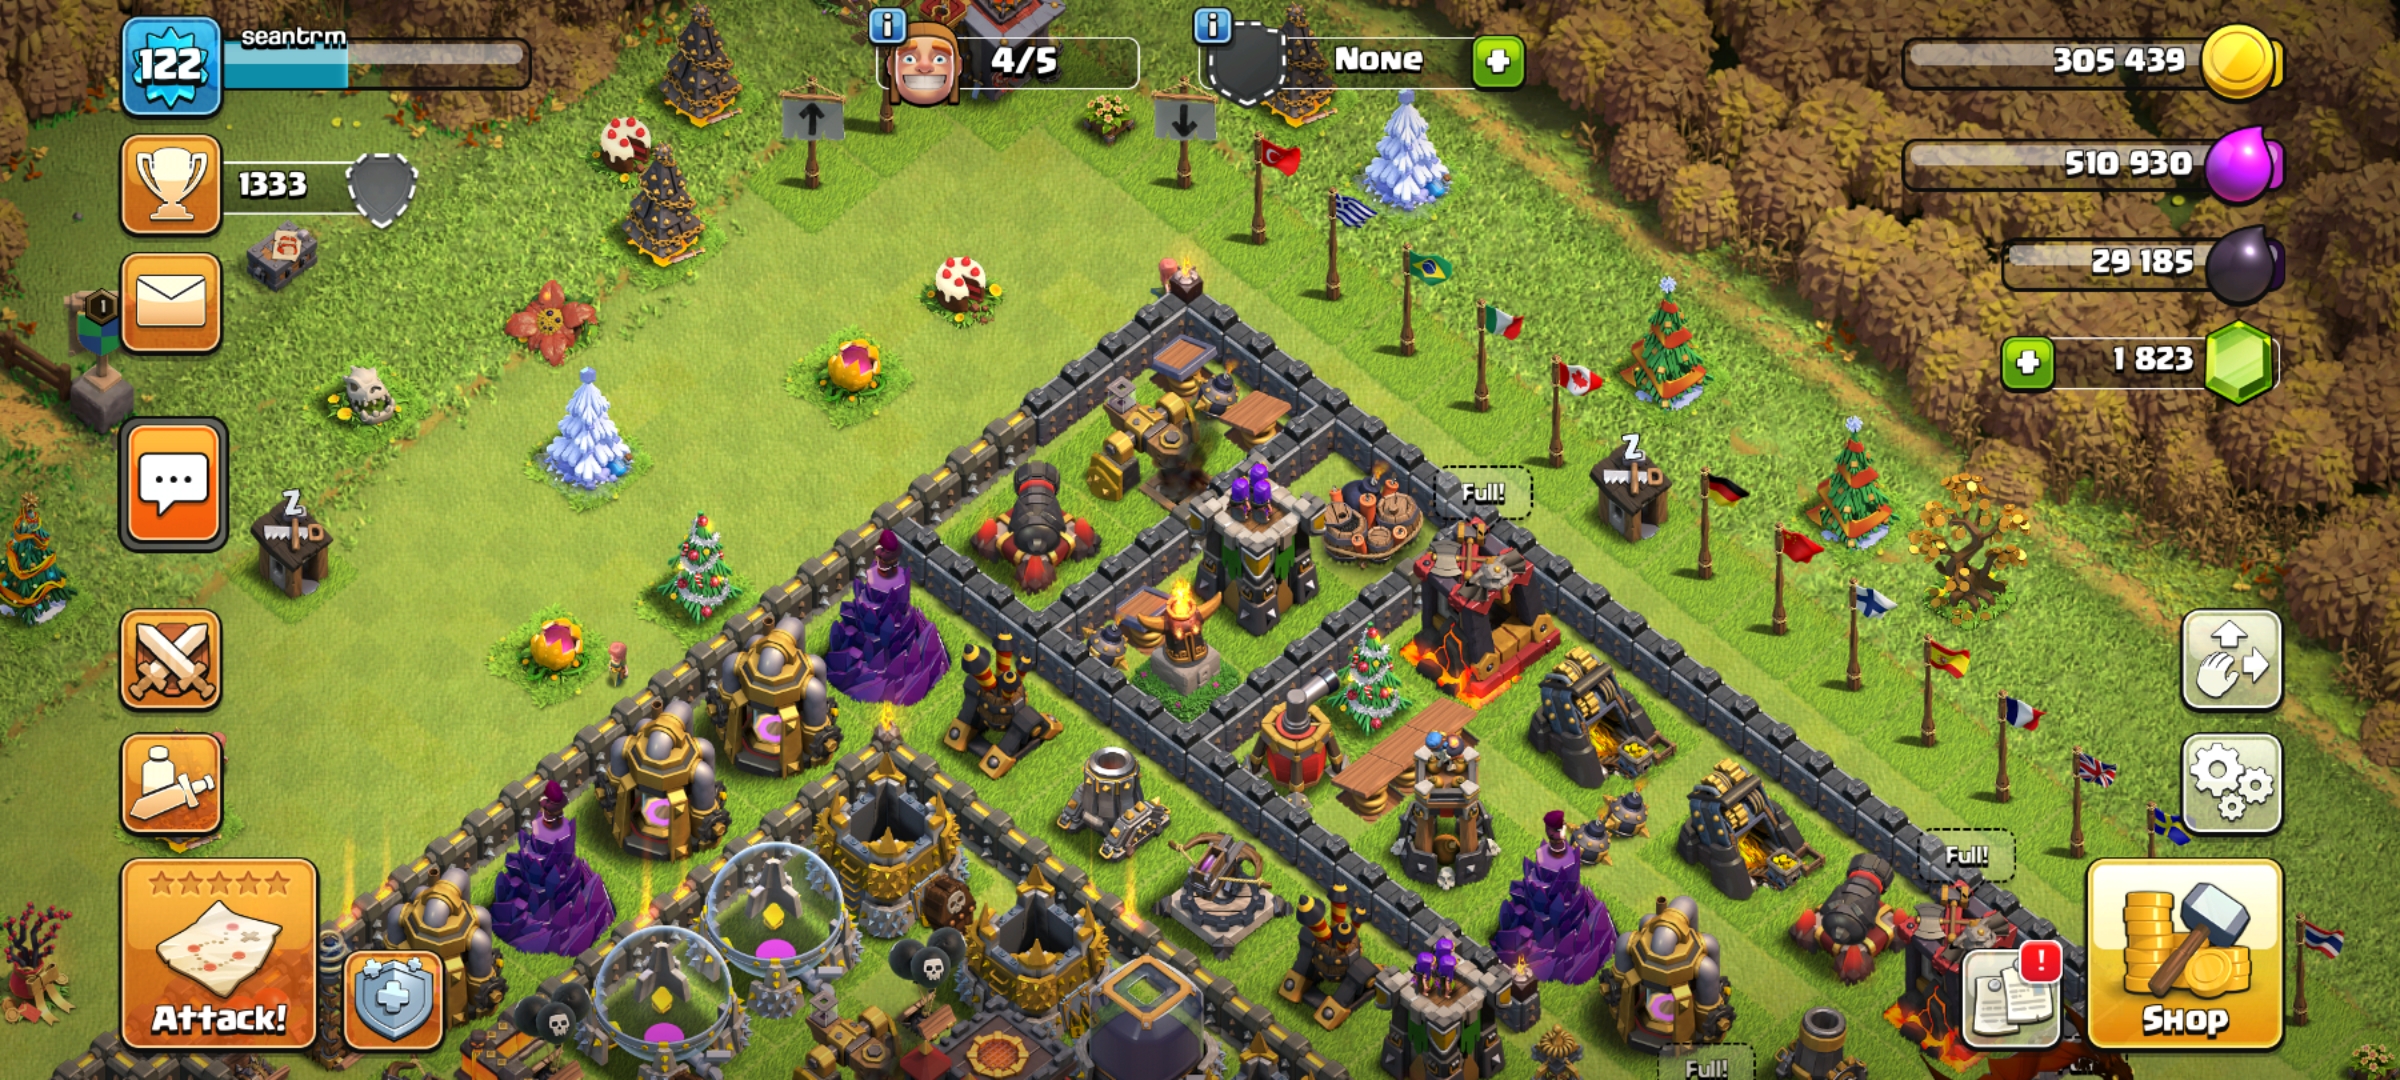 122
seantrm
i
4/5
i
None
305 439
1333
510 930
29 185
1 823
1
Full!
Z
Z
Full!
!
Attack!
Shop
Full!